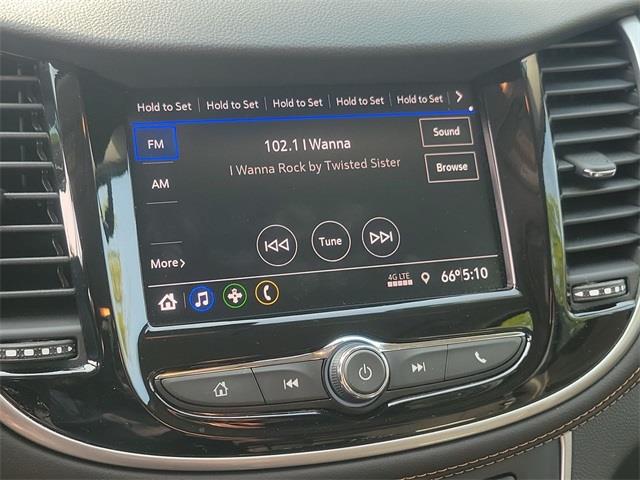 Hold to Set Hold to Set Hold to Set Hold to Set Hold to Set
FM
102.1 I Wanna
Sound
I Wanna Rock by Twisted Sister
Browse
AM
Tune
More
4G LTE
66° 5:10